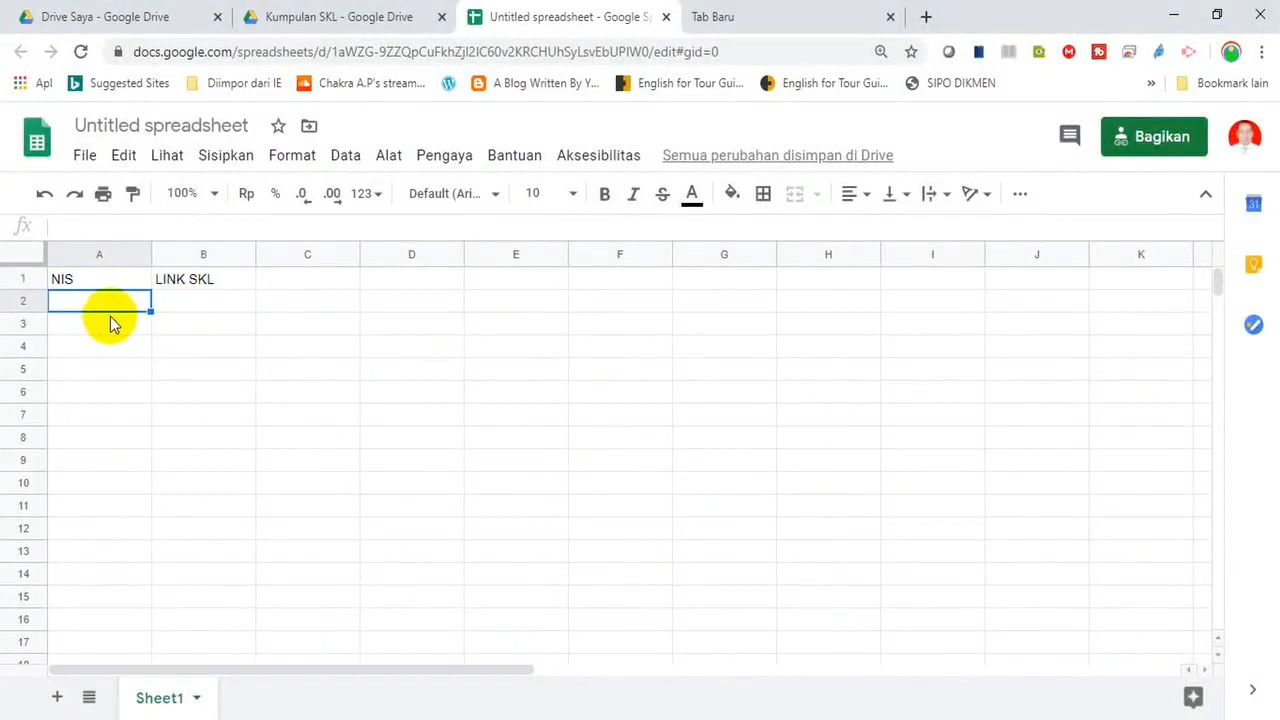 Drive Saya - Google Drive
Kumpulan SKL - Google Drive
Untitled spreadsheet - Google S
Tab Baru
docs.google.com/spreadsheets/d/1aWZG-9ZZQpCuFkhZjI2IC60v2KRCHUhSyLsvEbUPIW0/edit#gid=0
Apl
Suggested Sites
Diimpor dari IE
Chakra A.P's stream...
A Blog Written By Y...
English for Tour Gui...
English for Tour Gui...
SIPO DIKMEN
»
Bookmark lain
Untitled spreadsheet
Bagikan
File Edit Lihat Sisipkan Format Data Alat Pengaya Bantuan Aksesibilitas Semua perubahan disimpan di Drive
100% Rp % .0 .00 123 Default (Ari... 10 B I S A
31
fx
A B C D E F G H I J K
1 NIS LINK SKL
2
3
4
5
6
7
8
9
10
11
12
13
14
15
16
17
Sheet1